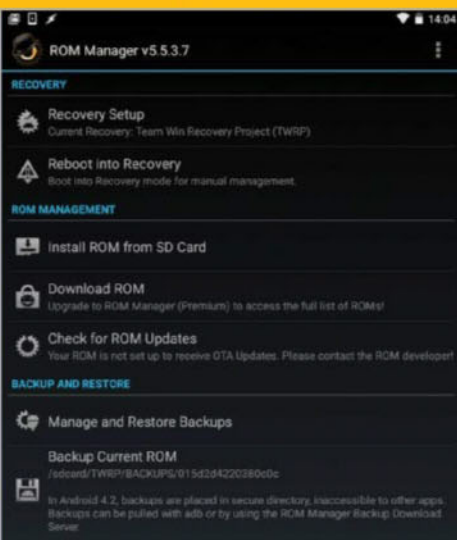 14:04
ROM Manager v5.5.3.7
RECOVERY
Recovery Setup
Current Recovery: Team Win Recovery Project (TWRP)
Reboot into Recovery
Boot into Recovery mode for manual management.
ROM MANAGEMENT
Install ROM from SD Card
Download ROM
Upgrade to ROM Manager (Premium) to access the full list of ROMs!
Check for ROM Updates
Your ROM is not set up to receive OTA Updates. Please contact the ROM developer!
BACKUP AND RESTORE
Manage and Restore Backups
Backup Current ROM
/sdcard/TWRP/BACKUPS/015d2d4220380c0c
In Android 4.2, backups are placed in secure directory, inaccessible to other apps.
Backups can be pulled with adb or by using the ROM Manager Backup Download
Server.